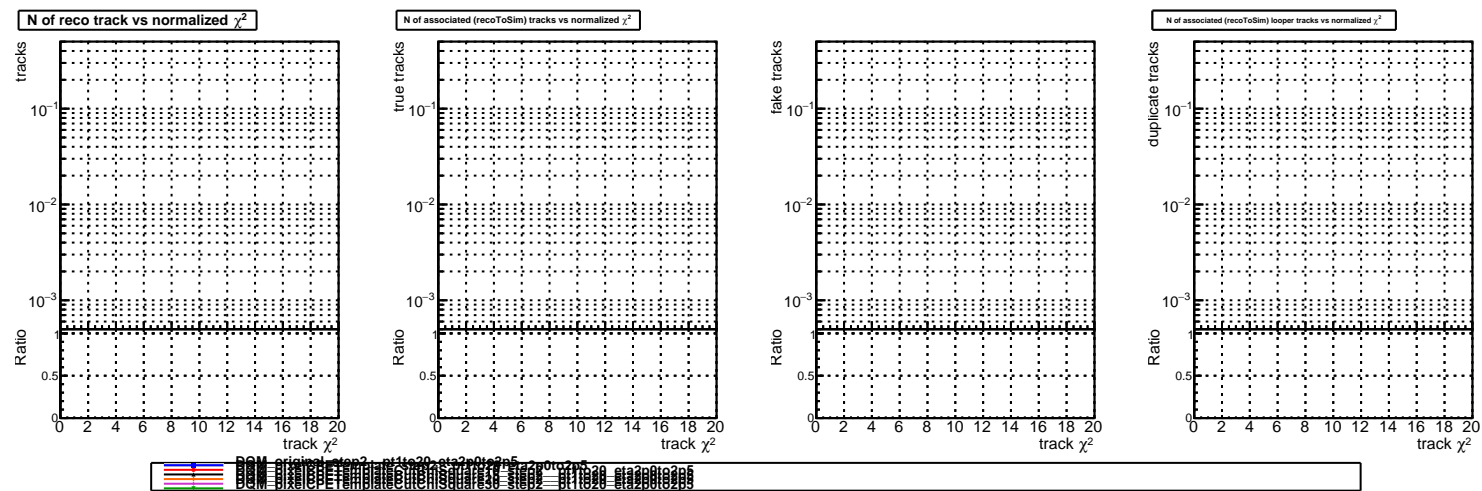 N of reco track vs normalized χ²
N of associated (recoToSim) tracks vs normalized χ²
N of associated (recoToSim) looper tracks vs normalized χ²
tracks
10⁻¹
10⁻²
10⁻³
Ratio
1
0.5
0
0 2 4 6 8 10 12 14 16 18 20
track χ²
true tracks
10⁻¹
10⁻²
10⁻³
Ratio
1
0.5
0
0 2 4 6 8 10 12 14 16 18 20
track χ²
fake tracks
10⁻¹
10⁻²
10⁻³
Ratio
1
0.5
0
0 2 4 6 8 10 12 14 16 18 20
track χ²
duplicate tracks
10⁻¹
10⁻²
10⁻³
Ratio
1
0.5
0
0 2 4 6 8 10 12 14 16 18 20
track χ²
DQM_original_step2__pt1to20_eta2p0to2p5